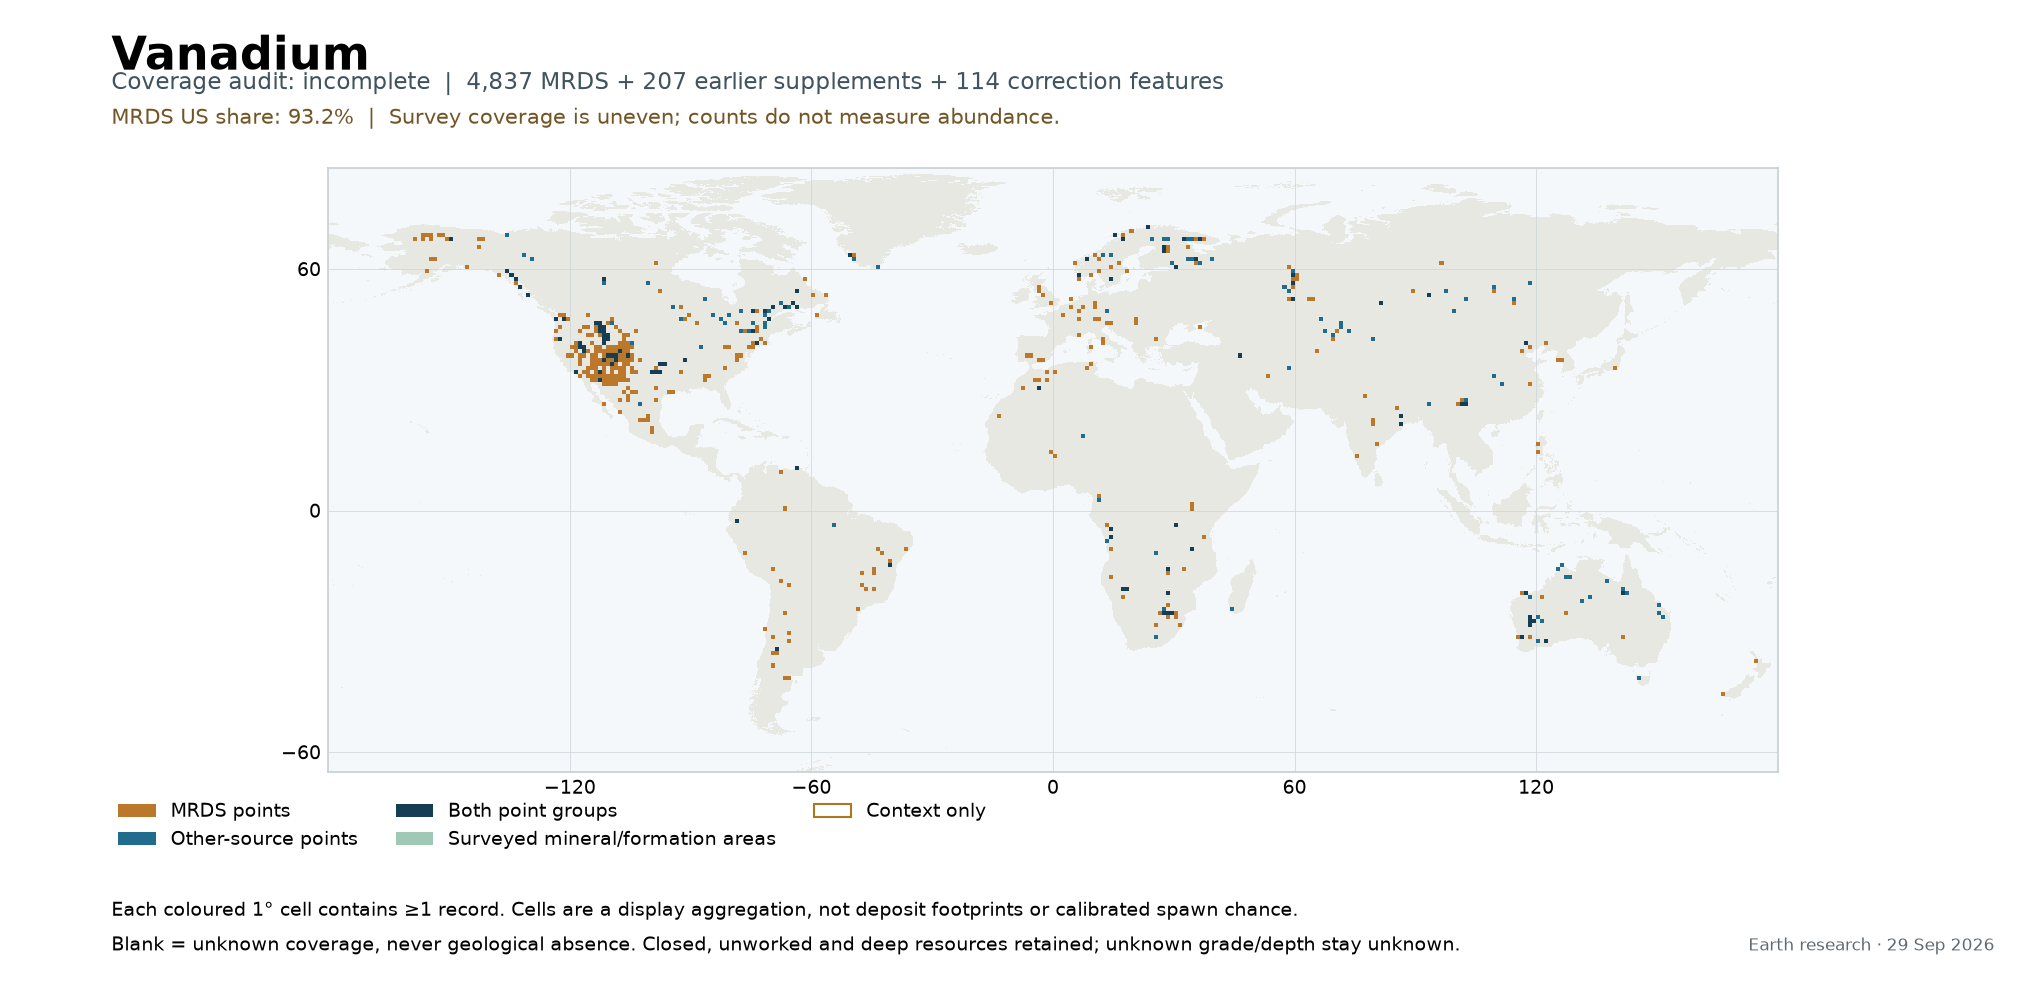 Vanadium
Coverage audit: incomplete | 4,837 MRDS + 207 earlier supplements + 114 correction features
MRDS US share: 93.2% | Survey coverage is uneven; counts do not measure abundance.
60
0
−60
−120 −60 0 60 120
MRDS points Both point groups Context only
Other-source points Surveyed mineral/formation areas
Each coloured 1° cell contains ≥1 record. Cells are a display aggregation, not deposit footprints or calibrated spawn chance.
Blank = unknown coverage, never geological absence. Closed, unworked and deep resources retained; unknown grade/depth stay unknown.
Earth research · 29 Sep 2026